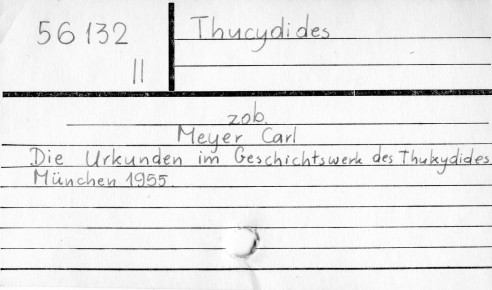 56132
II
Thucydides
zob.
Meyer Carl
Die Urkunden im Geschichtswerk des Thukydides
München 1955.